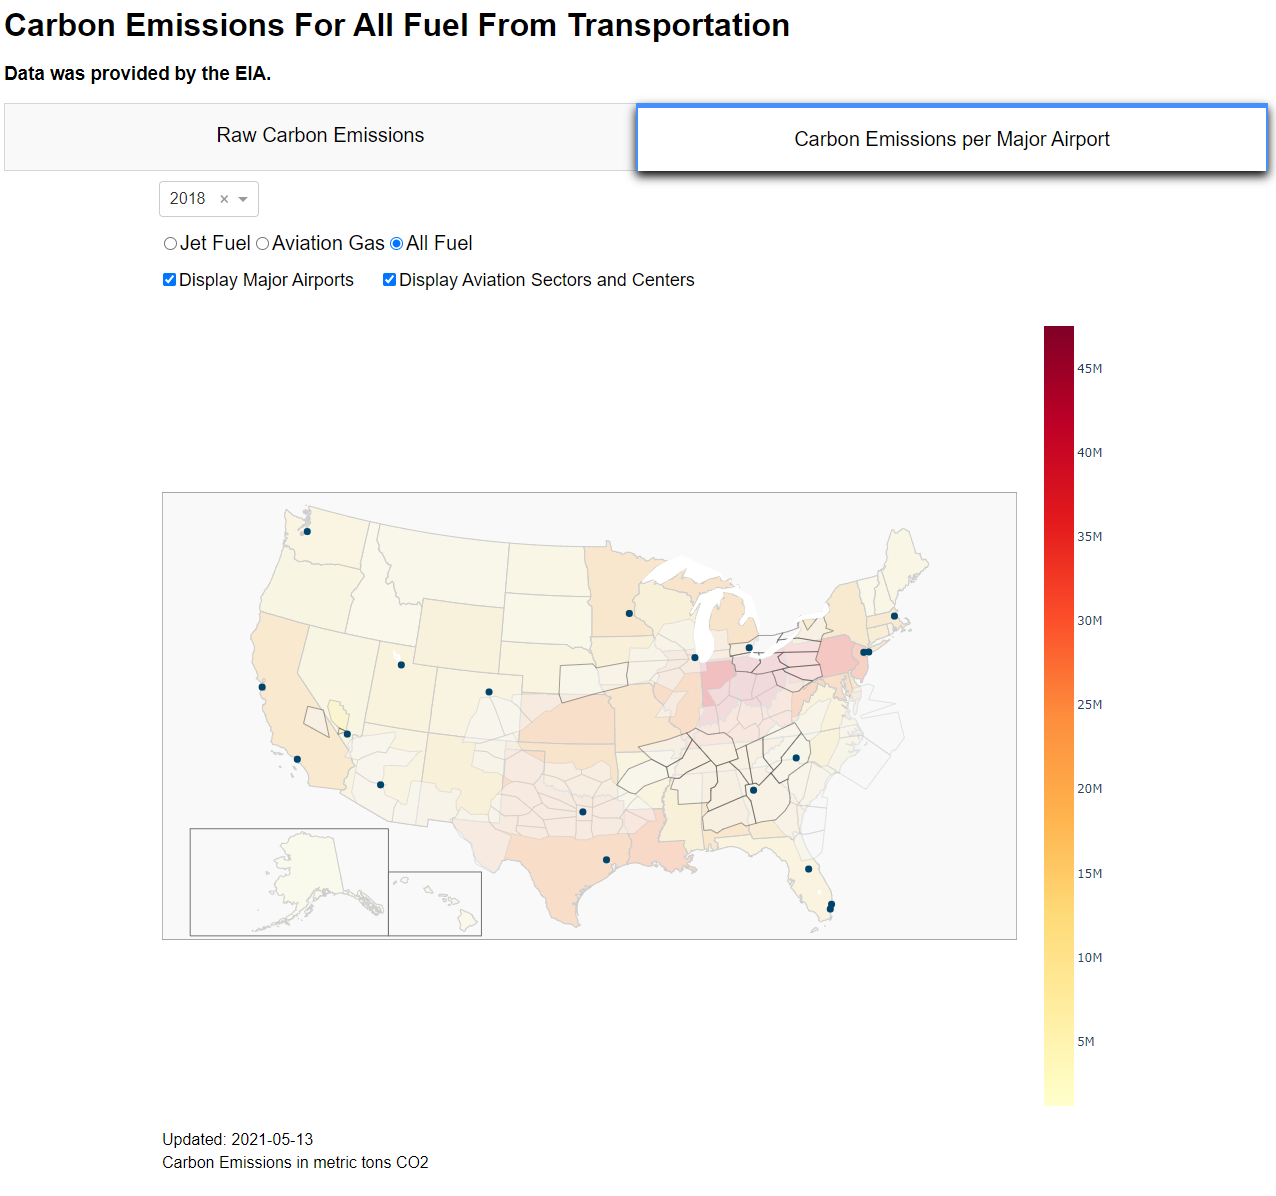 Carbon Emissions For All Fuel From Transportation
Data was provided by the EIA.
Raw Carbon Emissions
Carbon Emissions per Major Airport
2018 × 
Jet Fuel Aviation Gas All Fuel
Display Major Airports Display Aviation Sectors and Centers
45M
40M
35M
30M
25M
20M
15M
10M
5M
Updated: 2021-05-13
Carbon Emissions in metric tons CO2